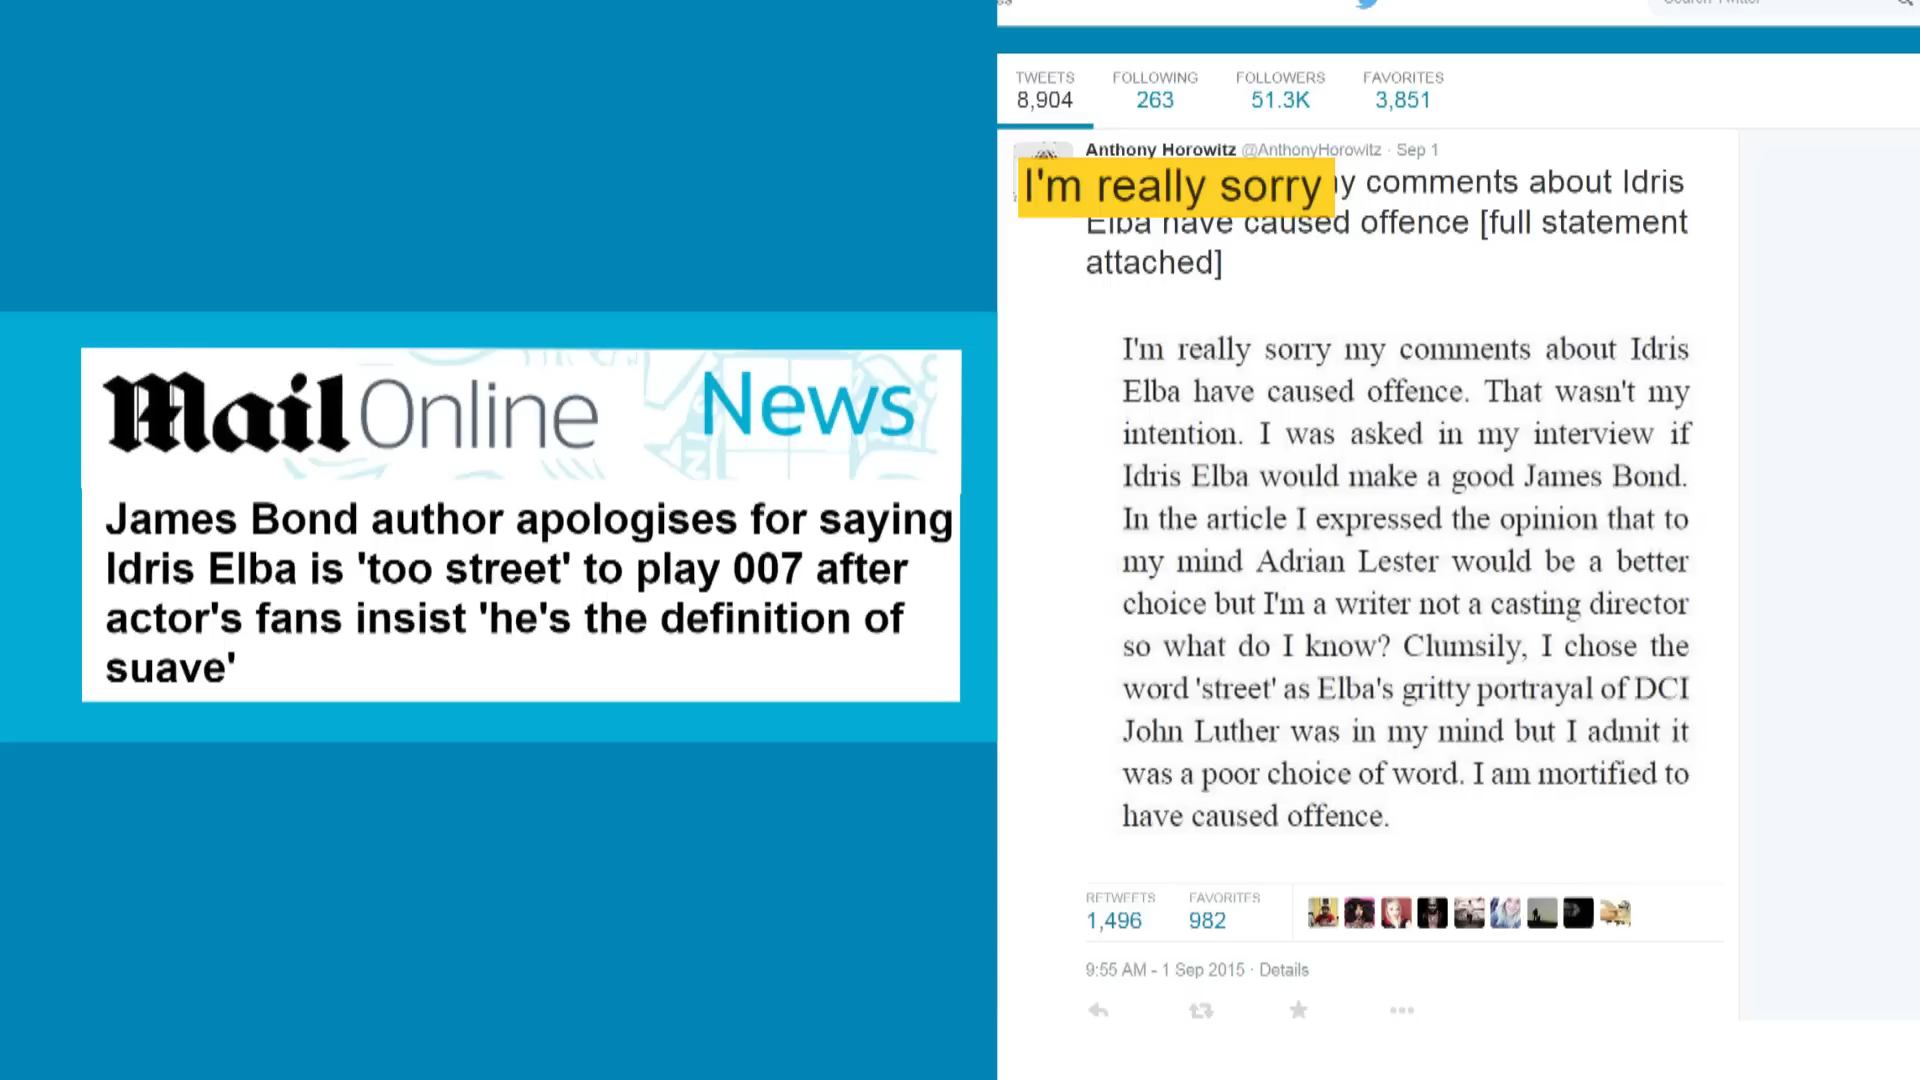 Mail Online News
James Bond author apologises for saying
Idris Elba is 'too street' to play 007 after
actor's fans insist 'he's the definition of
suave'
TWEETS FOLLOWING FOLLOWERS FAVORITES
8,904 263 51.3K 3,851
Anthony Horowitz @AnthonyHorowitz · Sep 1
I'm really sorry my comments about Idris
Elba have caused offence [full statement
attached]
I'm really sorry my comments about Idris
Elba have caused offence. That wasn't my
intention. I was asked in my interview if
Idris Elba would make a good James Bond.
In the article I expressed the opinion that to
my mind Adrian Lester would be a better
choice but I'm a writer not a casting director
so what do I know? Clumsily, I chose the
word 'street' as Elba's gritty portrayal of DCI
John Luther was in my mind but I admit it
was a poor choice of word. I am mortified to
have caused offence.
RETWEETS FAVORITES
1,496 982
9:55 AM - 1 Sep 2015 · Details